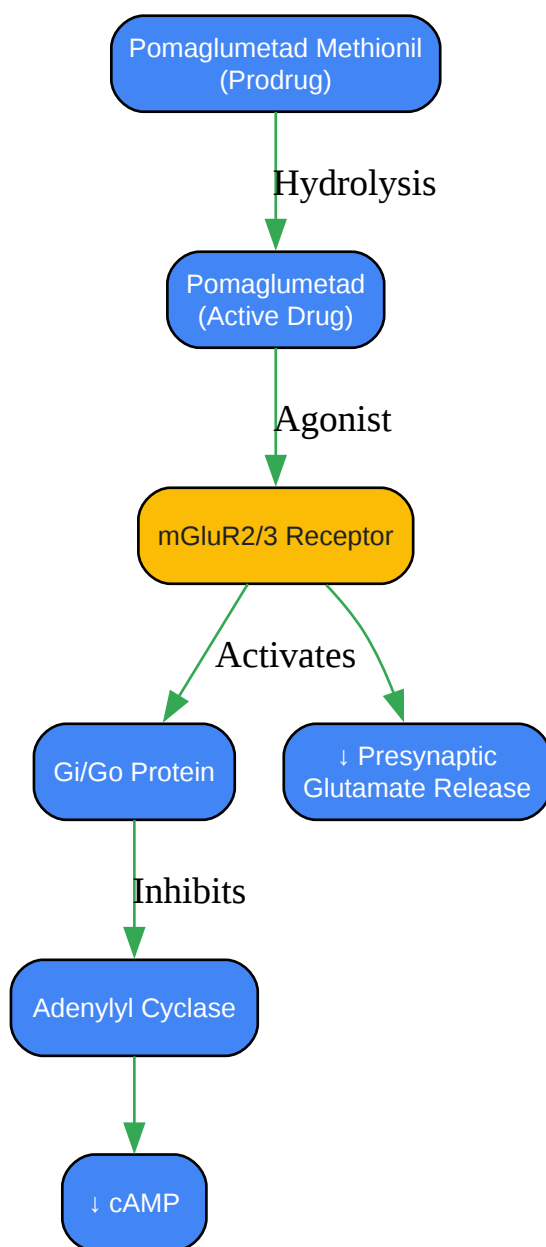 Pomaglumetad Methionil
(Prodrug)
Hydrolysis
Pomaglumetad
(Active Drug)
Agonist
mGluR2/3 Receptor
Activates
Gi/Go Protein
↓ Presynaptic
Glutamate Release
Inhibits
Adenylyl Cyclase
↓ cAMP